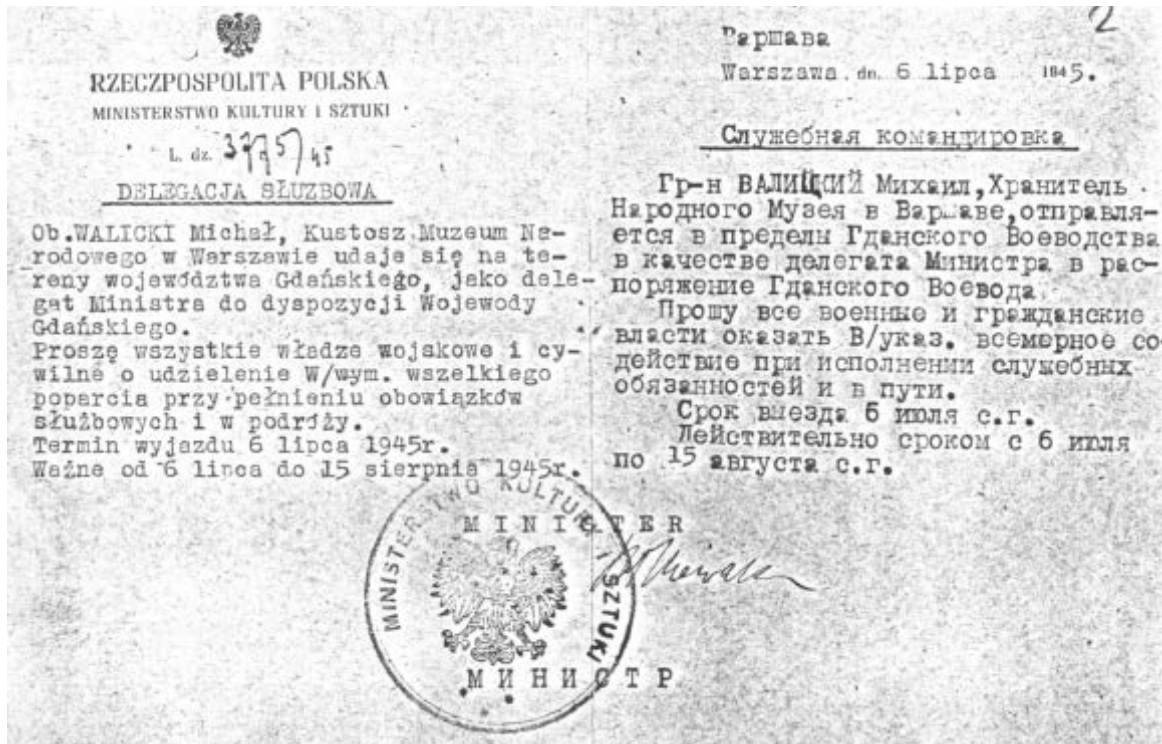 RZECZPOSPOLITA POLSKA
MINISTERSTWO KULTURY I SZTUKI
L. dz. 3775/45
DELEGACJA SŁUZBOWA
Ob.WALICKI Michał, Kustosz Muzeum Na-
rodowego w Warszawie udaje się na te-
reny województwa Gdańskiego, jako dele-
gat Ministra do dyspozycji Wojewody
Gdańskiego.
Proszę wszystkie władze wojskowe i cy-
wilne o udzielenie W/wym. wszelkiego
poparcia przy pełnieniu obowiązków
służbowych i w podróży.
Termin wyjazdu 6 lipca 1945r.
Ważne od 6 lipca do 15 sierpnia 1945r.
2
Варшава
Warszawa dn. 6 lipca 1945.
Служебная командировка
Гр-н ВАЛИЦКИЙ Михаил, Хранитель
Народного Музея в Варшаве, отправля-
ется в пределы Гданского Воеводства
в качестве делегата Министра в рас-
поряжение Гданского Воевода.
Прошу все военные и гражданские
власти оказать В/указ. всемерное со
действие при исполнении служебных
обязанностей и в пути.
Срок выезда 6 июля с.г.
Действительно сроком с 6 июля
по 15 августа с.г.
MINISTER
MINISTERSTWO KULTURY SZTUKI
МИНИСТР